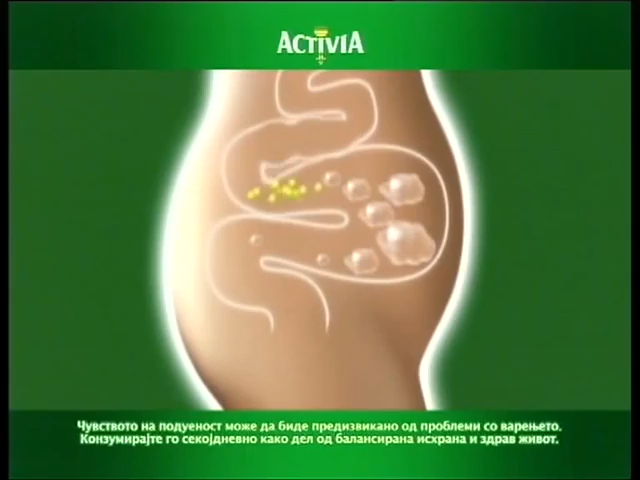 ACTIVIA
Чувството на подуеност може да биде предизвикано од проблеми со варењето.
Конзумирајте го секојдневно како дел од балансирана исхрана и здрав живот.